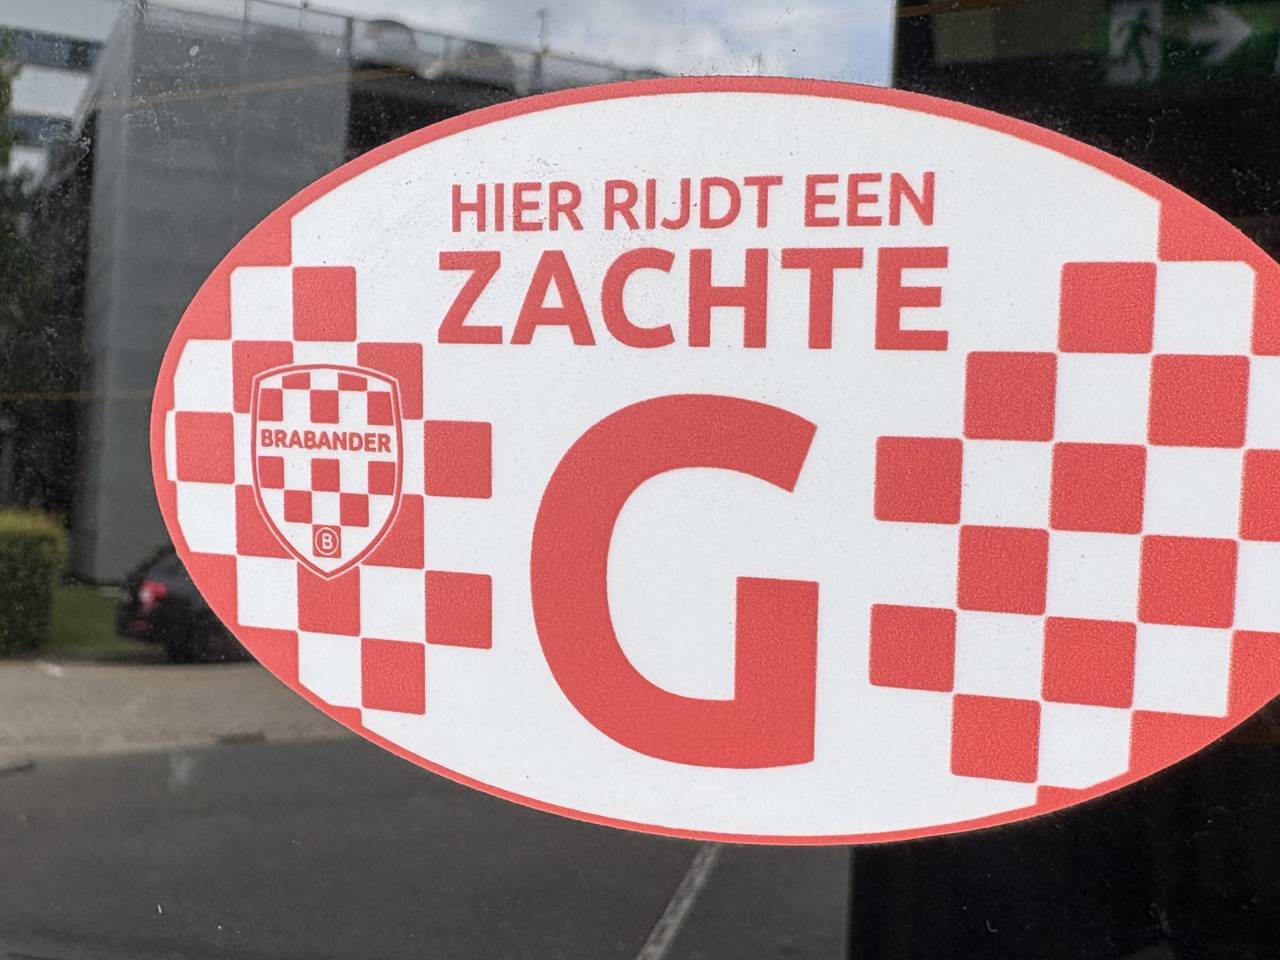 HIER RIJDT EEN
ZACHTE
G
BRABANDER
B